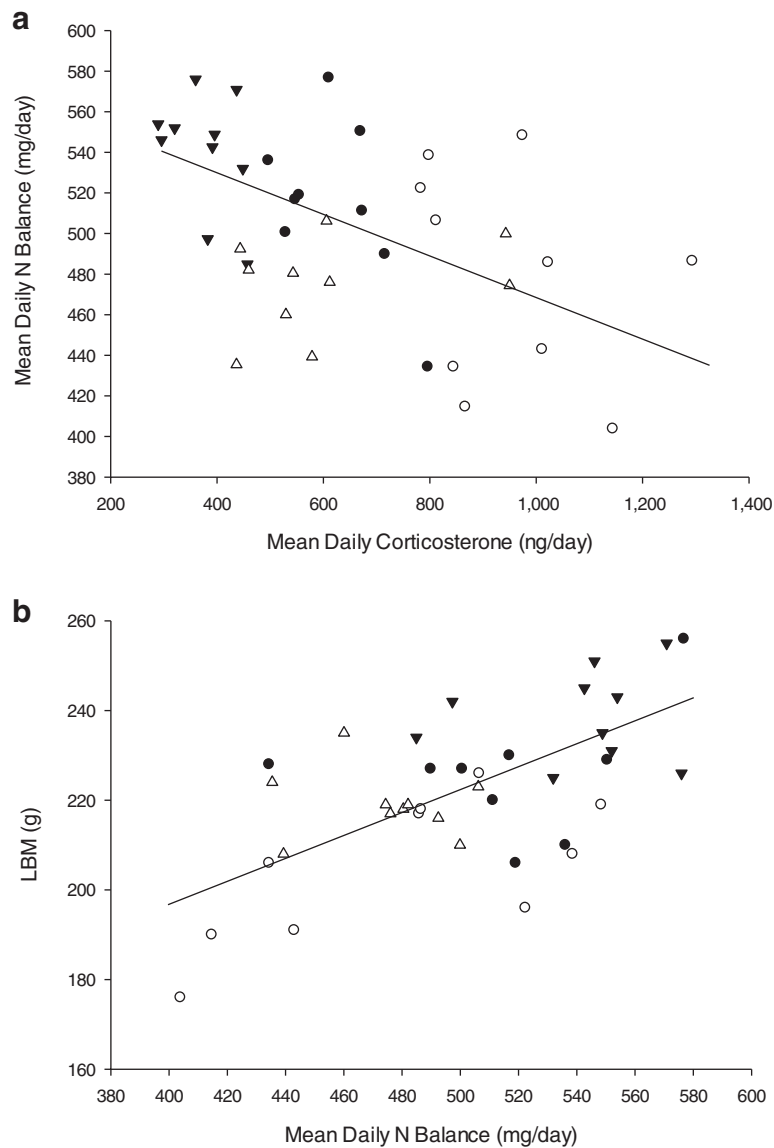 a
600
580
560
540
520
500
480
460
440
420
400
380
Mean Daily N Balance (mg/day)
200 400 600 800 1,000 1,200 1,400
Mean Daily Corticosterone (ng/day)
b
260
240
220
200
180
160
LBM (g)
380 400 420 440 460 480 500 520 540 560 580 600
Mean Daily N Balance (mg/day)